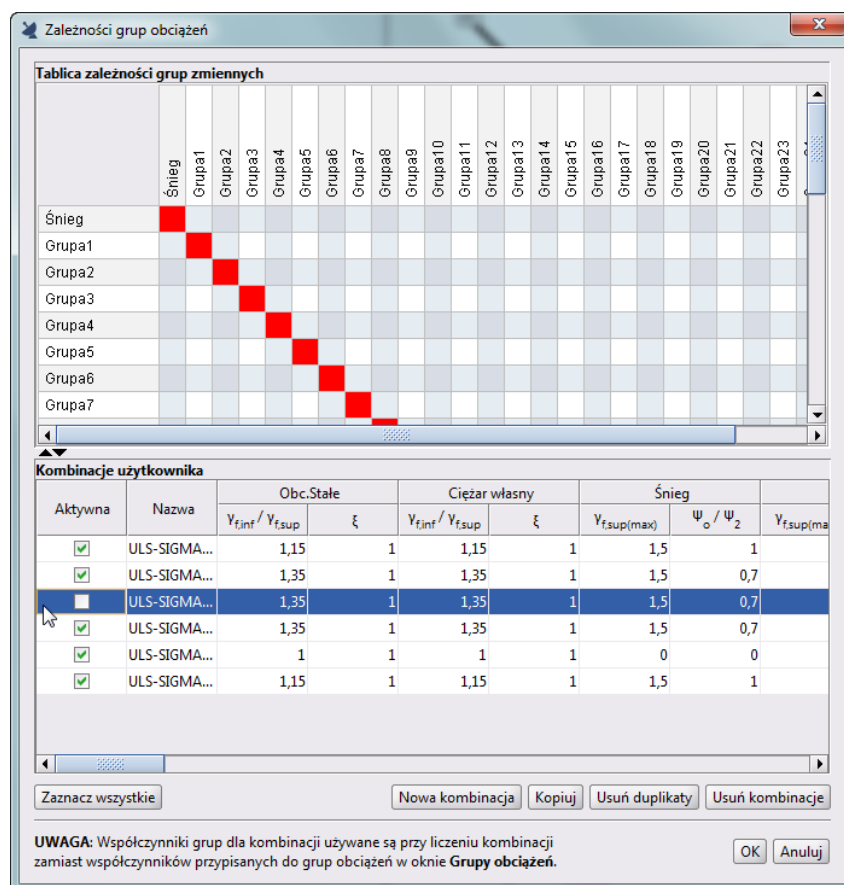 Zależności grup obciążeń
Tablica zależności grup zmiennych
Śnieg Grupa1 Grupa2 Grupa3 Grupa4 Grupa5 Grupa6 Grupa7 Grupa8 Grupa9 Grupa10 Grupa11 Grupa12 Grupa13 Grupa14 Grupa15 Grupa16 Grupa17 Grupa18 Grupa19 Grupa20 Grupa21 Grupa22 Grupa23
Śnieg
Grupa1
Grupa2
Grupa3
Grupa4
Grupa5
Grupa6
Grupa7
Kombinacje użytkownika
Aktywna Nazwa Obc.Stałe Ciężar własny Śnieg
γf,inf / γf,sup ξ γf,inf / γf,sup ξ γf,sup(max) Ψo / Ψ2 γf,sup(ma
ULS-SIGMA... 1,15 1 1,15 1 1,5 1
ULS-SIGMA... 1,35 1 1,35 1 1,5 0,7
ULS-SIGMA... 1,35 1 1,35 1 1,5 0,7
ULS-SIGMA... 1,35 1 1,35 1 1,5 0,7
ULS-SIGMA... 1 1 1 1 0 0
ULS-SIGMA... 1,15 1 1,15 1 1,5 1
Zaznacz wszystkie Nowa kombinacja Kopiuj Usuń duplikaty Usuń kombinacje
UWAGA: Współczynniki grup dla kombinacji używane są przy liczeniu kombinacji
zamiast współczynników przypisanych do grup obciążeń w oknie Grupy obciążeń.
OK Anuluj